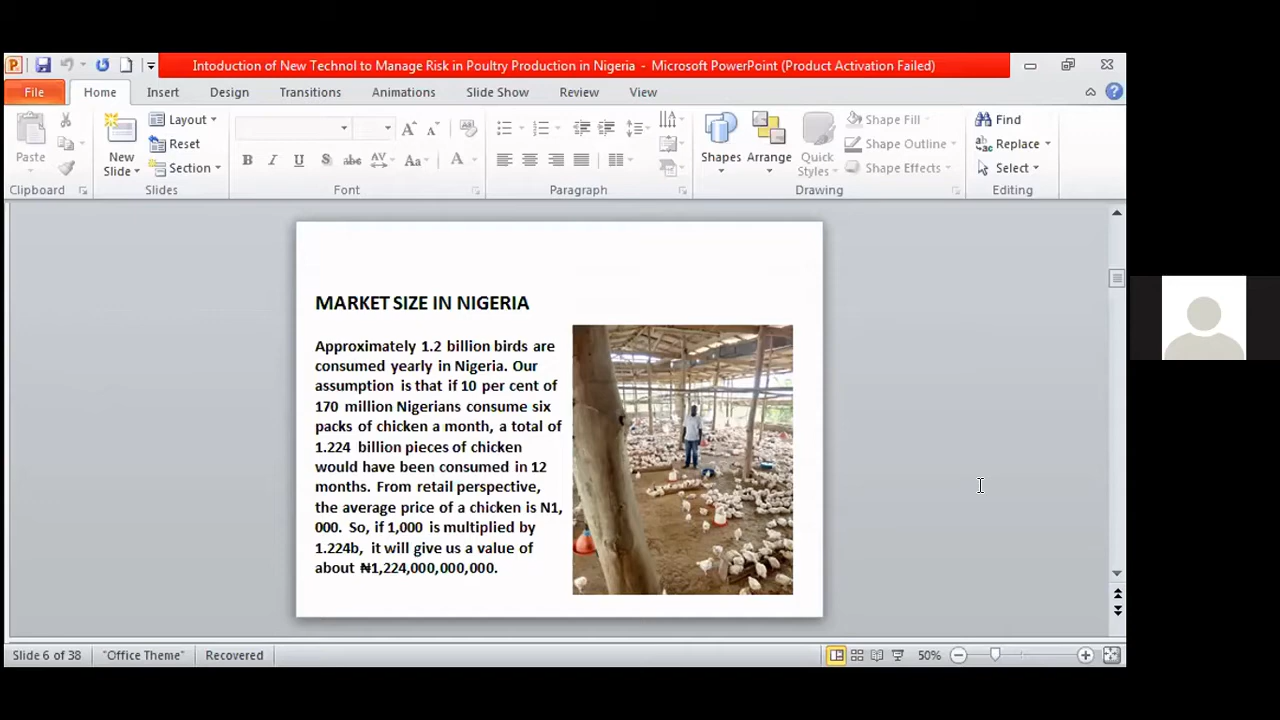 Intoduction of New Technol to Manage Risk in Poultry Production in Nigeria - Microsoft PowerPoint (Product Activation Failed)
File Home Insert Design Transitions Animations Slide Show Review View
Paste
New Slide
Layout
Reset
Section
Shapes
Arrange
Quick Styles
Shape Fill
Shape Outline
Shape Effects
Find
Replace
Select
Clipboard Slides Font Paragraph Drawing Editing
MARKET SIZE IN NIGERIA
Approximately 1.2 billion birds are
consumed yearly in Nigeria. Our
assumption is that if 10 per cent of
170 million Nigerians consume six
packs of chicken a month, a total of
1.224 billion pieces of chicken
would have been consumed in 12
months. From retail perspective,
the average price of a chicken is N1,
000. So, if 1,000 is multiplied by
1.224b, it will give us a value of
about ₦1,224,000,000,000.
Slide 6 of 38 "Office Theme" Recovered 50%